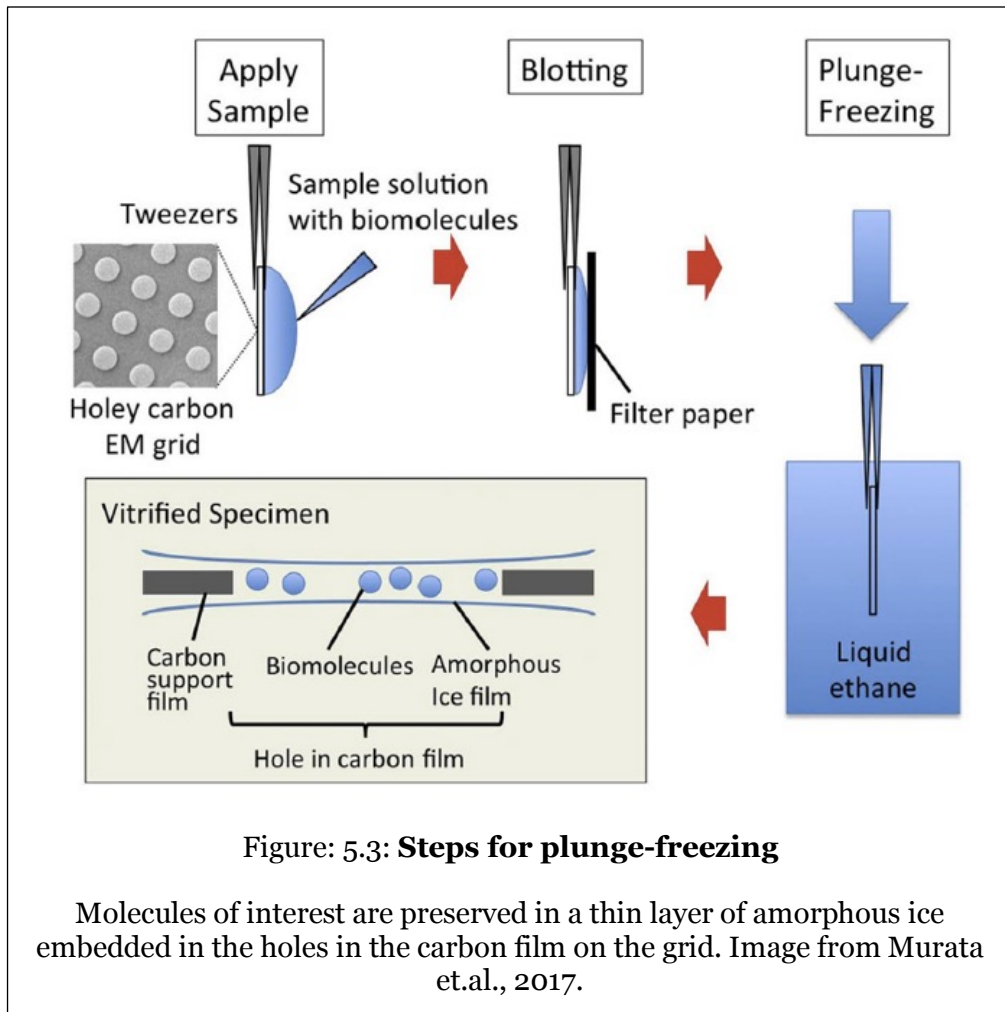 Apply
Sample
Blotting
Plunge-
Freezing
Tweezers
Sample solution
with biomolecules
Holey carbon
EM grid
Filter paper
Vitrified Specimen
Carbon
support
film
Biomolecules
Amorphous
Ice film
Hole in carbon film
Liquid
ethane
Figure: 5.3: Steps for plunge-freezing
Molecules of interest are preserved in a thin layer of amorphous ice
embedded in the holes in the carbon film on the grid. Image from Murata
et.al., 2017.